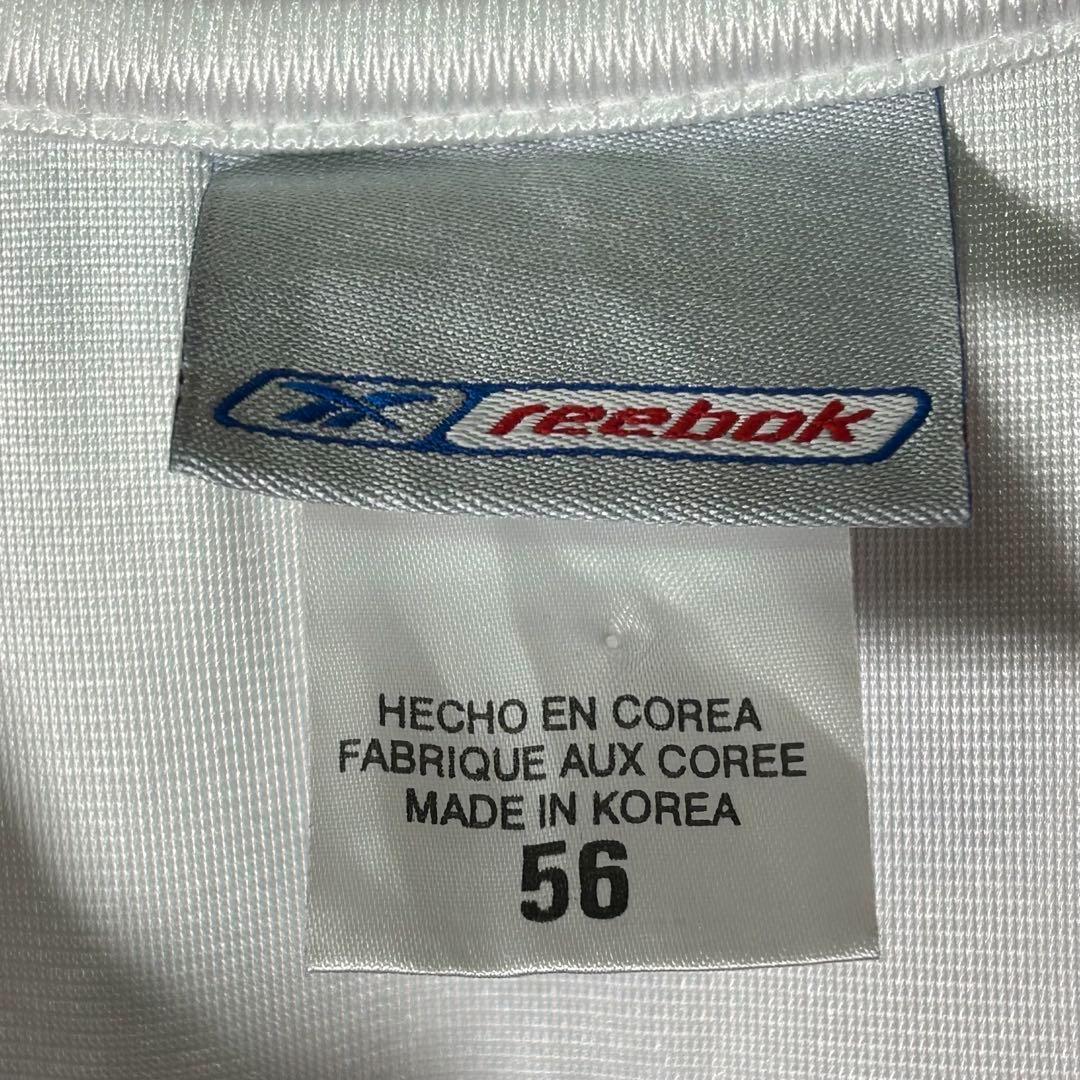 reebok
HECHO EN COREA
FABRIQUE AUX COREE
MADE IN KOREA
56